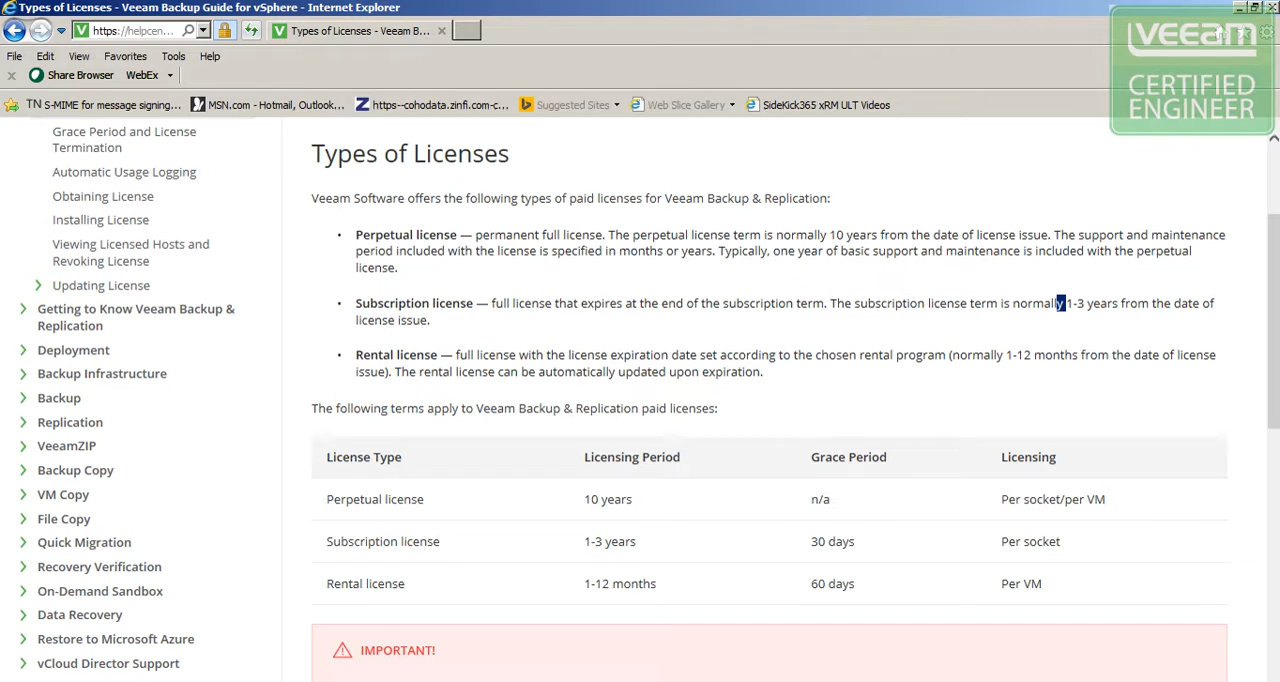 Types of Licenses - Veeam Backup Guide for vSphere - Internet Explorer
https://helpcen...
Types of Licenses - Veeam B...
File Edit View Favorites Tools Help
Share Browser WebEx
TN S-MIME for message signing...
MSN.com - Hotmail, Outlook...
https--cohodata.zinfi.com-c...
Suggested Sites
Web Slice Gallery
SideKick365 xRM ULT Veeam Videos
veeam
CERTIFIED
ENGINEER
Grace Period and License
Termination
Automatic Usage Logging
Obtaining License
Installing License
Viewing Licensed Hosts and
Revoking License
Updating License
Getting to Know Veeam Backup &
Replication
Deployment
Backup Infrastructure
Backup
Replication
VeeamZIP
Backup Copy
VM Copy
File Copy
Quick Migration
Recovery Verification
On-Demand Sandbox
Data Recovery
Restore to Microsoft Azure
vCloud Director Support
Types of Licenses
Veeam Software offers the following types of paid licenses for Veeam Backup & Replication:
• Perpetual license — permanent full license. The perpetual license term is normally 10 years from the date of license issue. The support and maintenance
period included with the license is specified in months or years. Typically, one year of basic support and maintenance is included with the perpetual
license.
• Subscription license — full license that expires at the end of the subscription term. The subscription license term is normally 1-3 years from the date of
license issue.
• Rental license — full license with the license expiration date set according to the chosen rental program (normally 1-12 months from the date of license
issue). The rental license can be automatically updated upon expiration.
The following terms apply to Veeam Backup & Replication paid licenses:
License Type Licensing Period Grace Period Licensing
Perpetual license 10 years n/a Per socket/per VM
Subscription license 1-3 years 30 days Per socket
Rental license 1-12 months 60 days Per VM
IMPORTANT!